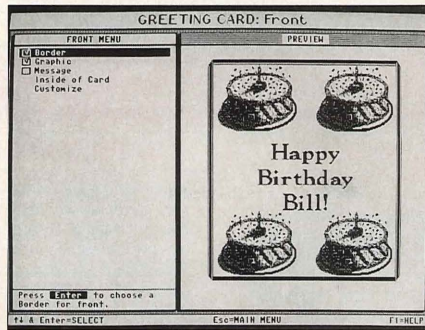 GREETING CARD: Front
FRONT MENU
Border
Graphic
Message
Inside of Card
Customize
Press Enter to choose a
Border for front.
PREVIEW
Happy
Birthday
Bill!
↑↓ & Enter=SELECT
Esc=MAIN MENU
F1=HELP